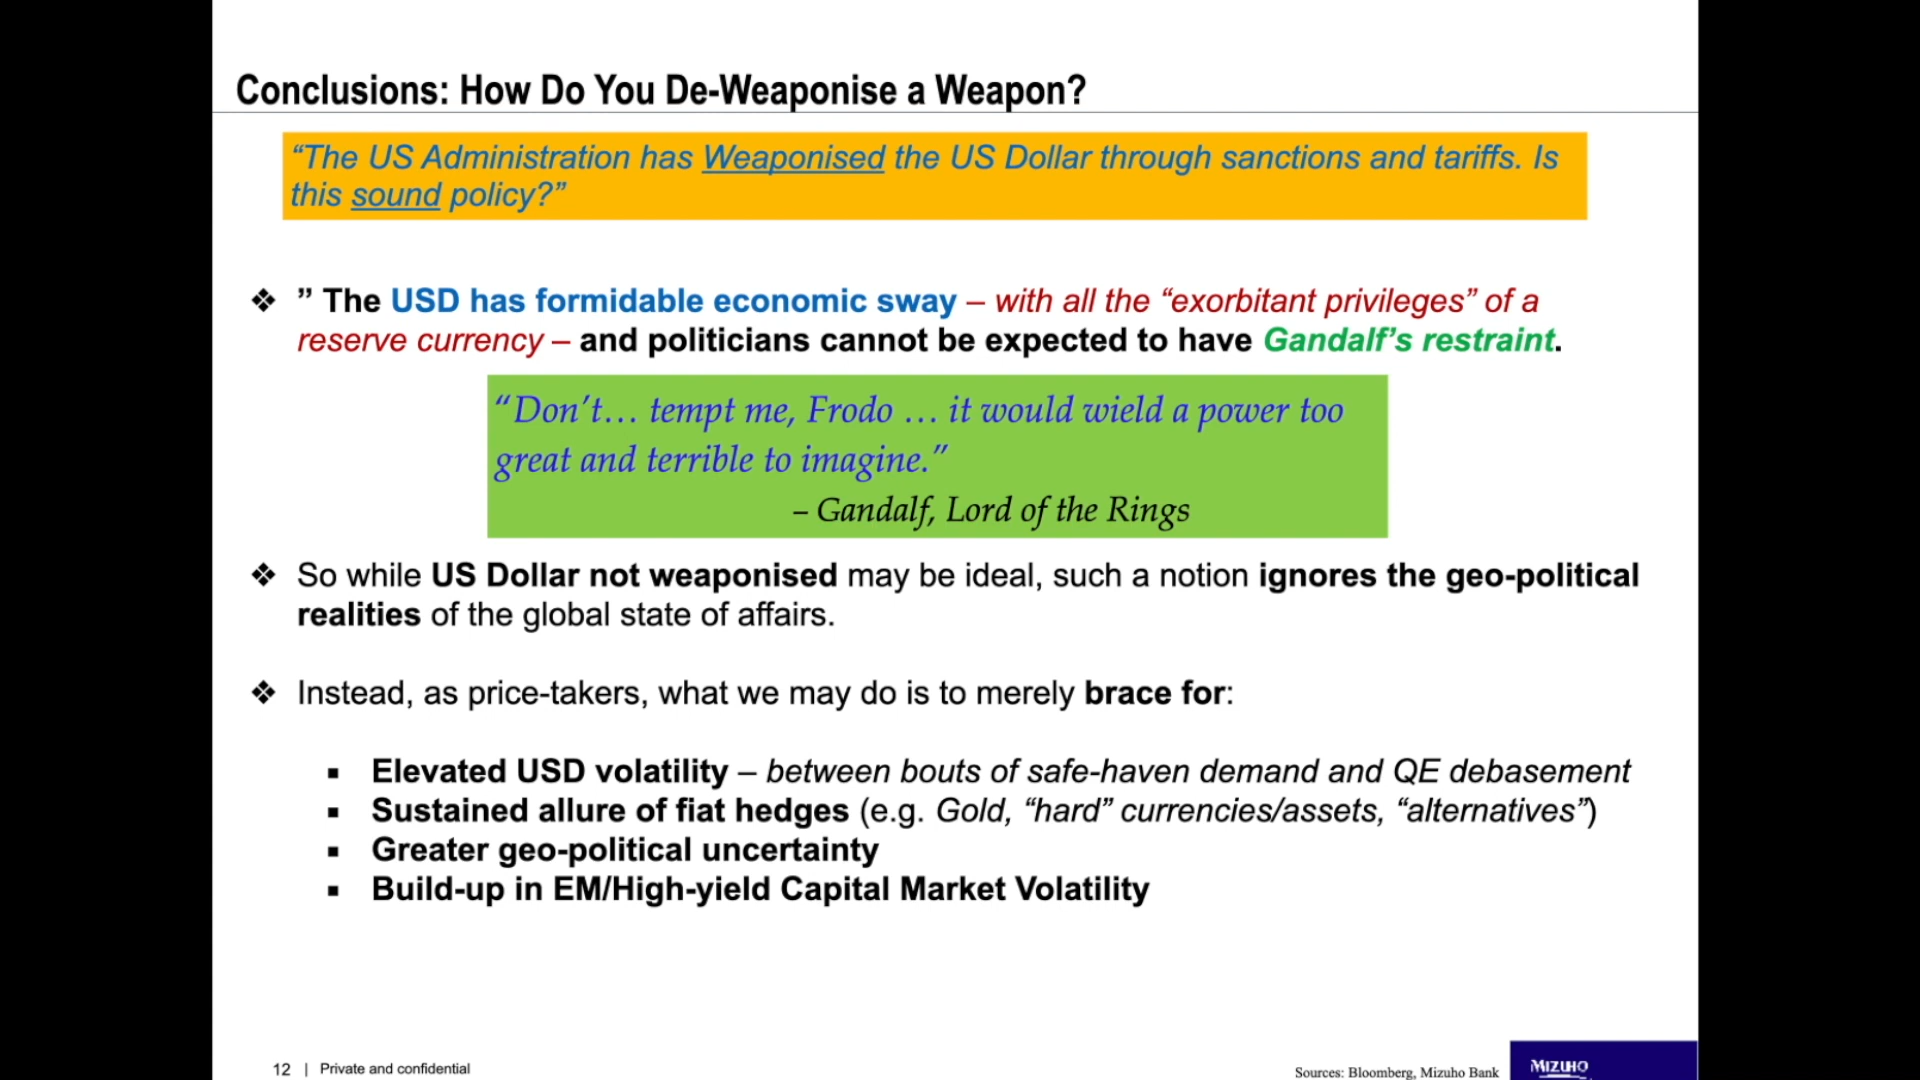 Conclusions: How Do You De-Weaponise a Weapon?
“The US Administration has Weaponised the US Dollar through sanctions and tariffs. Is
this sound policy?”
❖ ” The USD has formidable economic sway – with all the “exorbitant privileges” of a
reserve currency – and politicians cannot be expected to have Gandalf’s restraint.
“Don’t… tempt me, Frodo … it would wield a power too
great and terrible to imagine.”
– Gandalf, Lord of the Rings
❖ So while US Dollar not weaponised may be ideal, such a notion ignores the geo-political
realities of the global state of affairs.
❖ Instead, as price-takers, what we may do is to merely brace for:
▪ Elevated USD volatility – between bouts of safe-haven demand and QE debasement
▪ Sustained allure of fiat hedges (e.g. Gold, “hard” currencies/assets, “alternatives”)
▪ Greater geo-political uncertainty
▪ Build-up in EM/High-yield Capital Market Volatility
12 | Private and confidential
Sources: Bloomberg, Mizuho Bank
MIZUHO